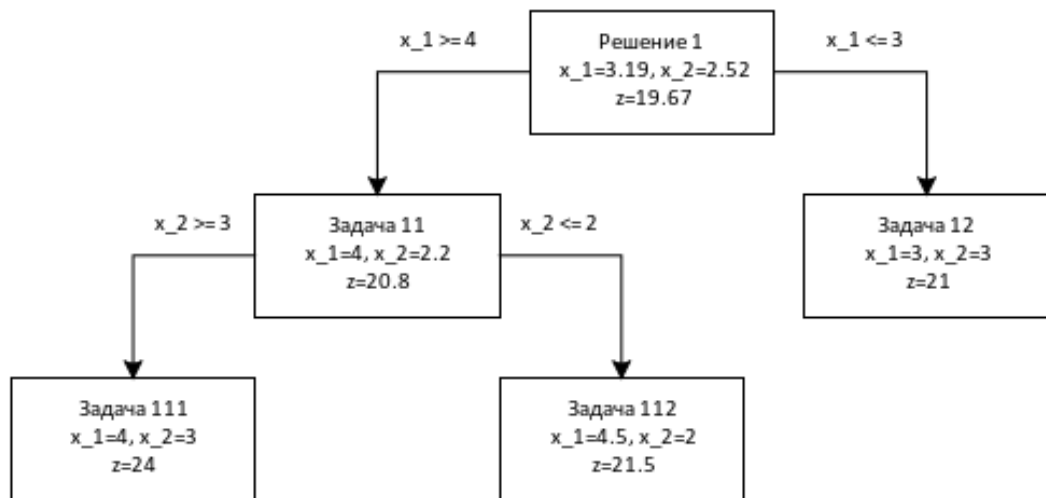 x_1 >= 4
Решение 1
x_1=3.19, x_2=2.52
z=19.67
x_1 <= 3
x_2 >= 3
Задача 11
x_1=4, x_2=2.2
z=20.8
x_2 <= 2
Задача 12
x_1=3, x_2=3
z=21
Задача 111
x_1=4, x_2=3
z=24
Задача 112
x_1=4.5, x_2=2
z=21.5